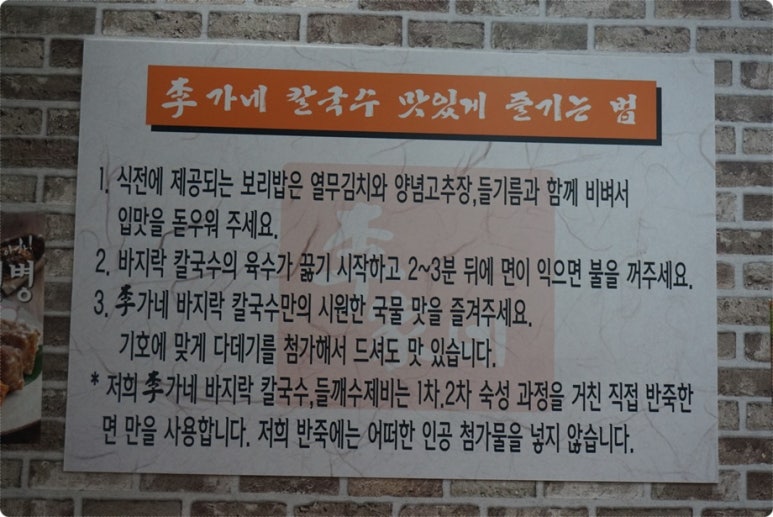 李가네 칼국수 맛있게 즐기는 법
1. 식전에 제공되는 보리밥은 열무김치와 양념고추장,들기름과 함께 비벼서
입맛을 돋우워 주세요.
2. 바지락 칼국수의 육수가 끓기 시작하고 2~3분 뒤에 면이 익으면 불을 꺼주세요.
3. 李가네 바지락 칼국수만의 시원한 국물 맛을 즐겨주세요.
기호에 맞게 다데기를 첨가해서 드셔도 맛 있습니다.
* 저희 李가네 바지락 칼국수,들깨수제비는 1차.2차 숙성 과정을 거친 직접 반죽한
면 만을 사용합니다. 저희 반죽에는 어떠한 인공 첨가물을 넣지 않습니다.
병